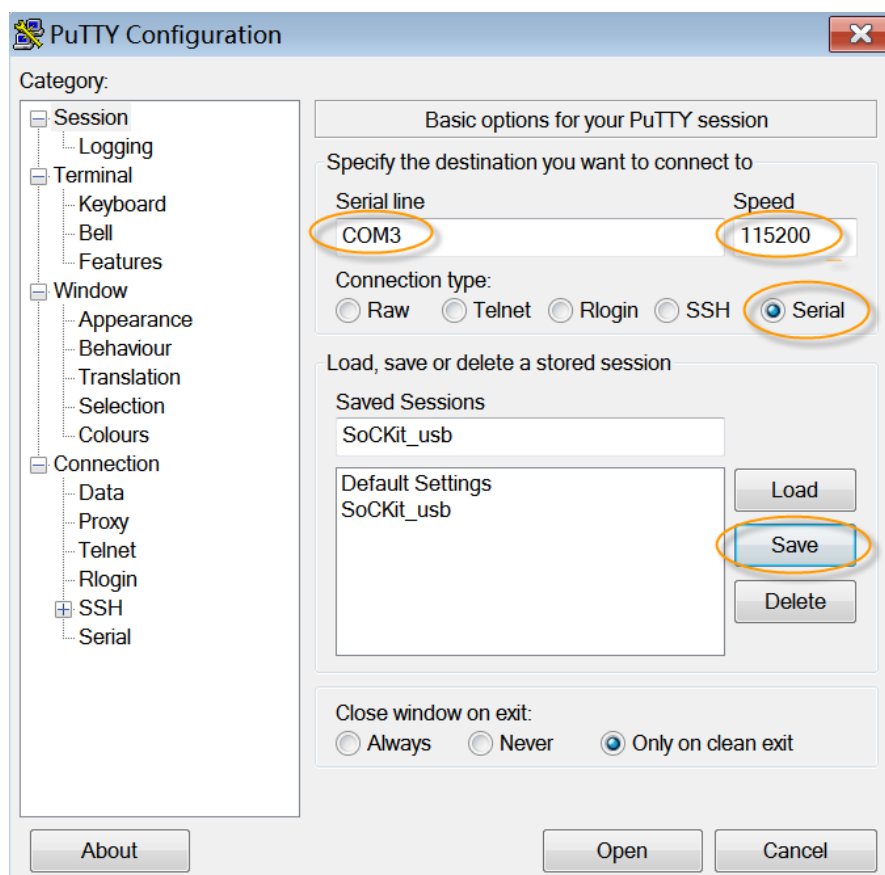 PuTTY Configuration
Category:
Session
Logging
Terminal
Keyboard
Bell
Features
Window
Appearance
Behaviour
Translation
Selection
Colours
Connection
Data
Proxy
Telnet
Rlogin
SSH
Serial
Basic options for your PuTTY session
Specify the destination you want to connect to
Serial line Speed
COM3 115200
Connection type:
Raw Telnet Rlogin SSH Serial
Load, save or delete a stored session
Saved Sessions
SoCKit_usb
Default Settings
SoCKit_usb
Load
Save
Delete
Close window on exit:
Always Never Only on clean exit
About Open Cancel